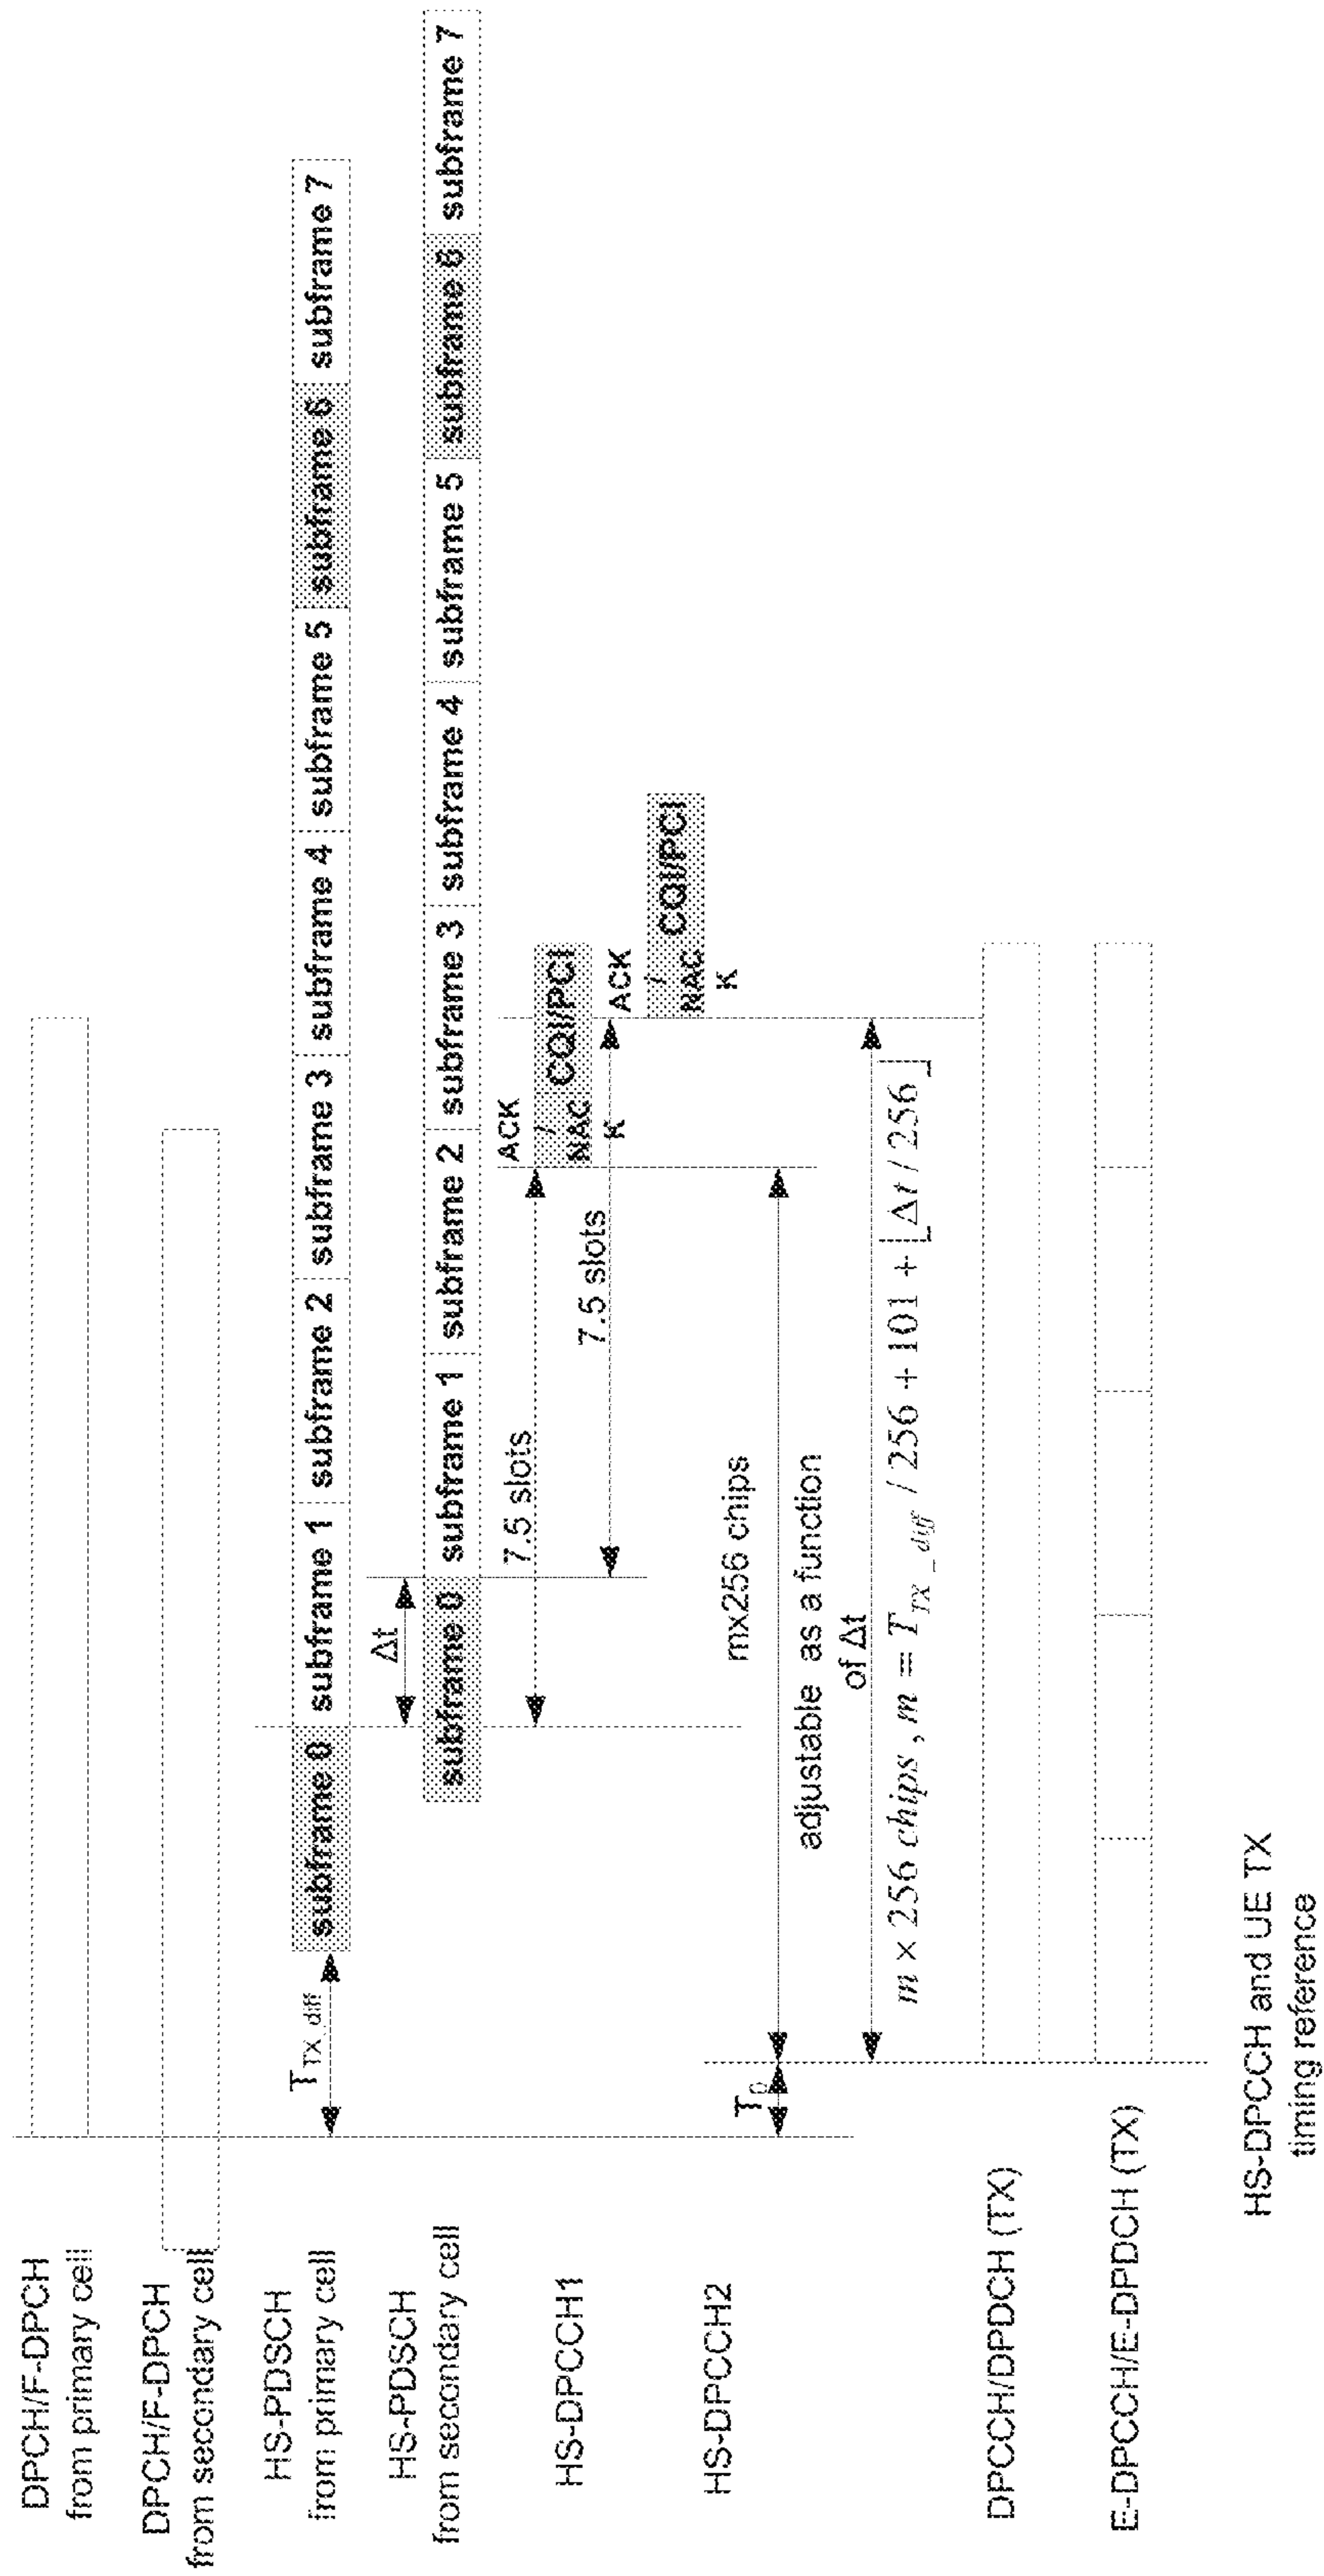 DPCH/F-DPCH
from primary cell
DPCH/F-DPCH
from secondary cell
HS-PDSCH
from primary cell
T_TX_diff
subframe 0
subframe 1
subframe 2
subframe 3
subframe 4
subframe 5
subframe 6
subframe 7
HS-PDSCH
from secondary cell
Δt
subframe 0
subframe 1
subframe 2
subframe 3
subframe 4
subframe 5
subframe 6
subframe 7
HS-DPCCH1
7.5 slots
ACK
/
NAC
K
CQI/PCI
HS-DPCCH2
7.5 slots
ACK
/
NAC
K
CQI/PCI
T_0
mx256 chips
adjustable as a function
of Δt
m × 256 chips , m = T_TX_diff / 256 + 101 + ⌊Δt / 256⌋
DPCCH/DPDCH (TX)
E-DPCCH/E-DPDCH (TX)
HS-DPCCH and UE TX
timing reference